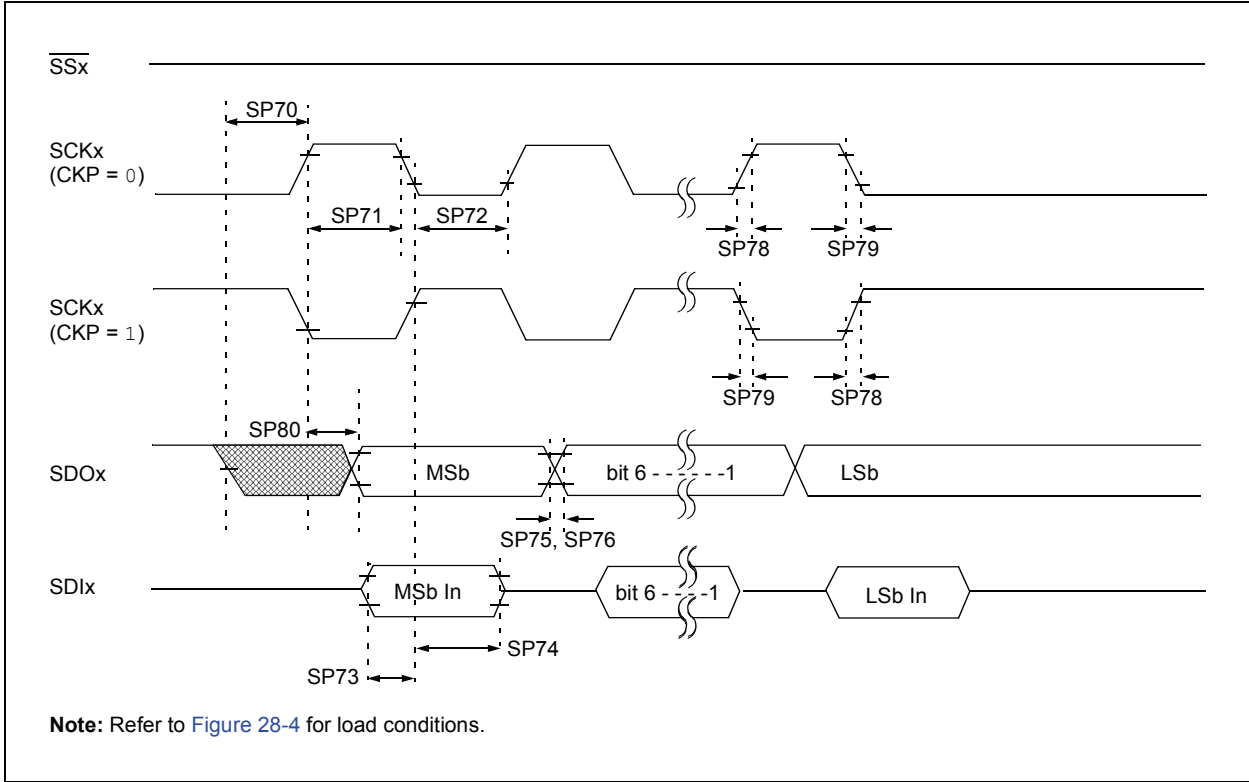 SSx
SP70
SCKx
(CKP = 0)
SP71
SP72
SP78
SP79
SCKx
(CKP = 1)
SP79
SP78
SP80
SDOx
MSb
bit 6 - - - - - - -1
LSb
SP75, SP76
SDIx
MSb In
bit 6 - - - - -1
LSb In
SP74
SP73
Note: Refer to Figure 28-4 for load conditions.